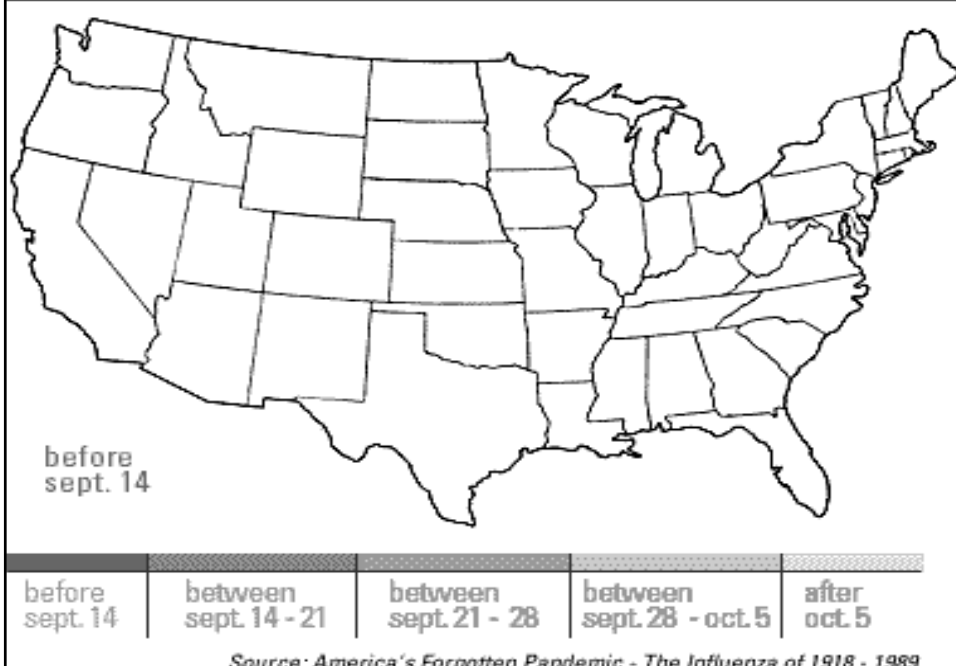 before
sept. 14
before
sept. 14
between
sept. 14 - 21
between
sept. 21 - 28
between
sept. 28 - oct. 5
after
oct. 5
Source: America's Forgotten Pandemic - The Influenza of 1918 - 1989